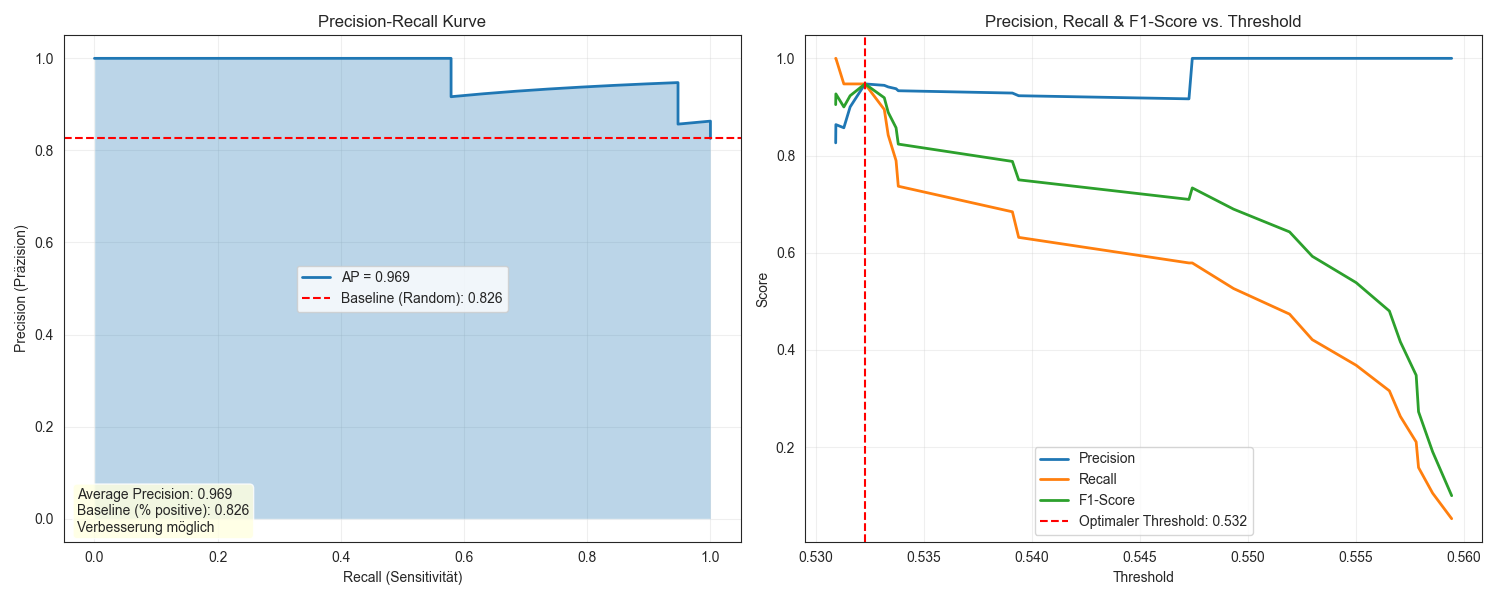 Precision-Recall Kurve
Precision (Präzision)
1.0
0.8
0.6
0.4
0.2
0.0
AP = 0.969
Baseline (Random): 0.826
Average Precision: 0.969
Baseline (% positive): 0.826
Verbesserung möglich
0.0 0.2 0.4 0.6 0.8 1.0
Recall (Sensitivität)
Precision, Recall & F1-Score vs. Threshold
Score
1.0
0.8
0.6
0.4
0.2
Precision
Recall
F1-Score
Optimaler Threshold: 0.532
0.530 0.535 0.540 0.545 0.550 0.555 0.560
Threshold